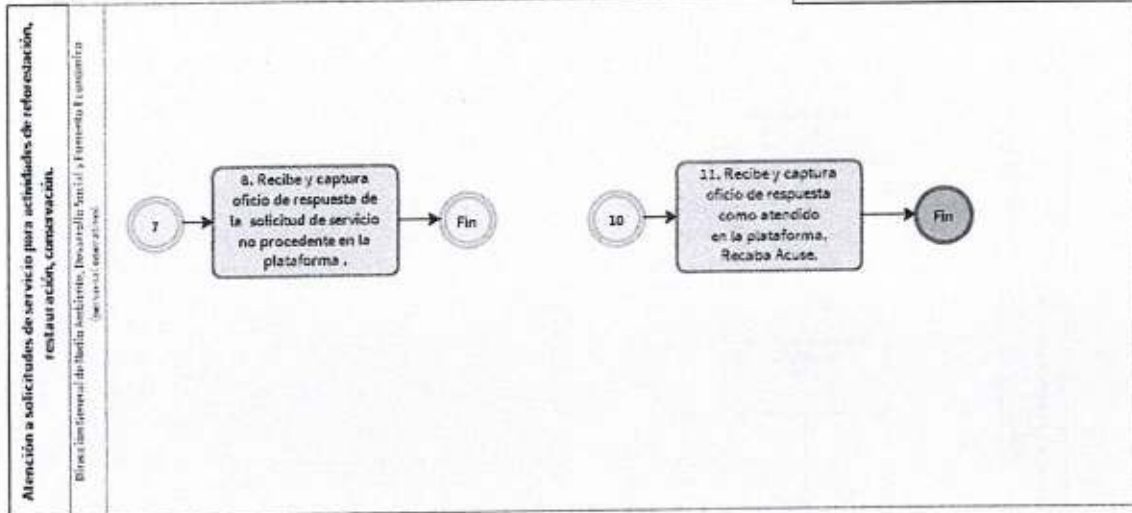 Atención a solicitudes de servicio para actividades de reforestación,
restauración, conservación.
Dirección General de Medio Ambiente, Desarrollo Social y Fomento Económico
7
8. Recibe y captura
oficio de respuesta de
la solicitud de servicio
no procedente en la
plataforma .
Fin
10
11. Recibe y captura
oficio de respuesta
como atendido
en la plataforma.
Recaba Acuse.
Fin